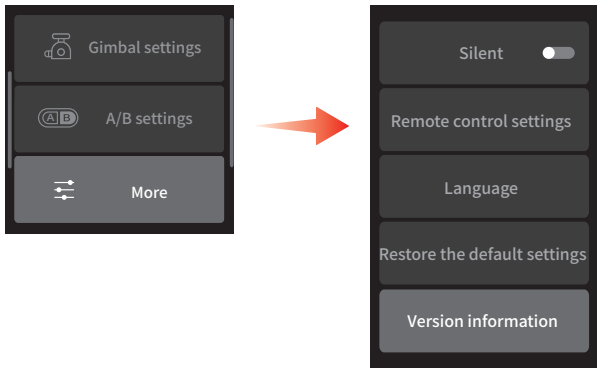 Gimbal settings
A B A/B settings
More
Silent
Remote control settings
Language
Restore the default settings
Version information